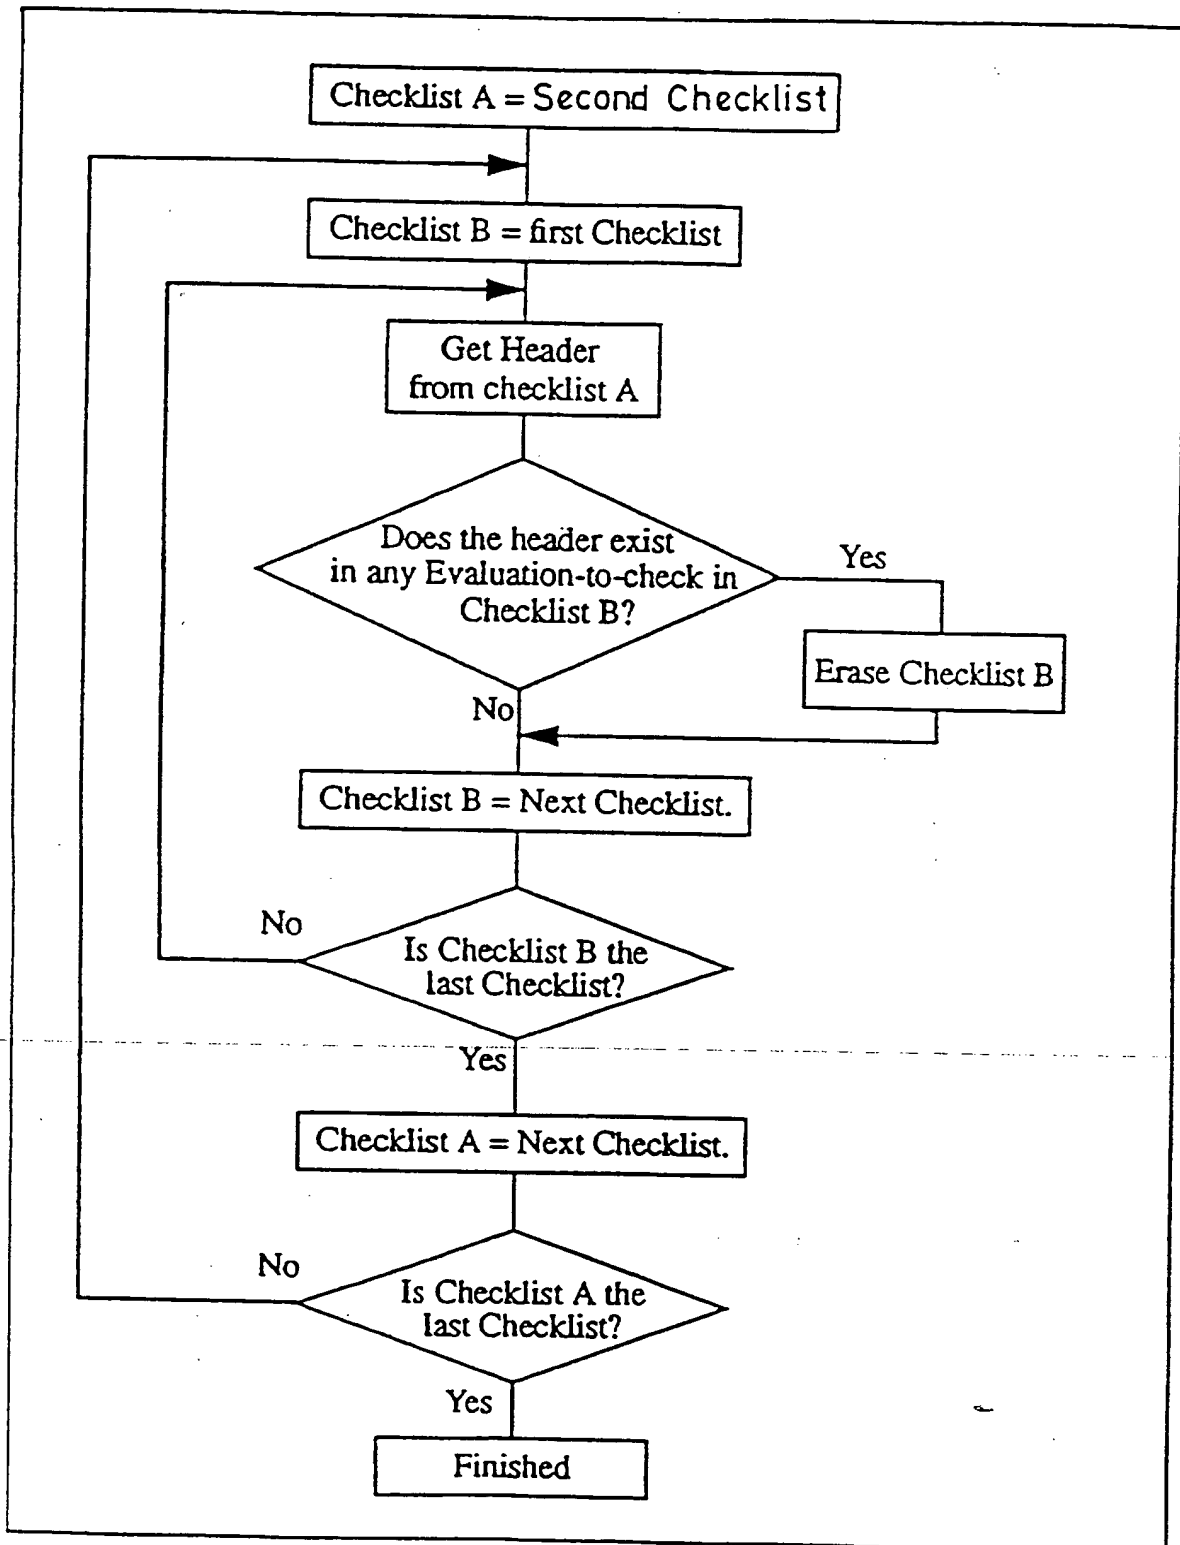 Checklist A = Second Checklist
Checklist B = first Checklist
Get Header
from checklist A
Does the header exist
in any Evaluation-to-check in
Checklist B?
Yes
Erase Checklist B
No
Checklist B = Next Checklist.
No
Is Checklist B the
last Checklist?
Yes
Checklist A = Next Checklist.
No
Is Checklist A the
last Checklist?
Yes
Finished